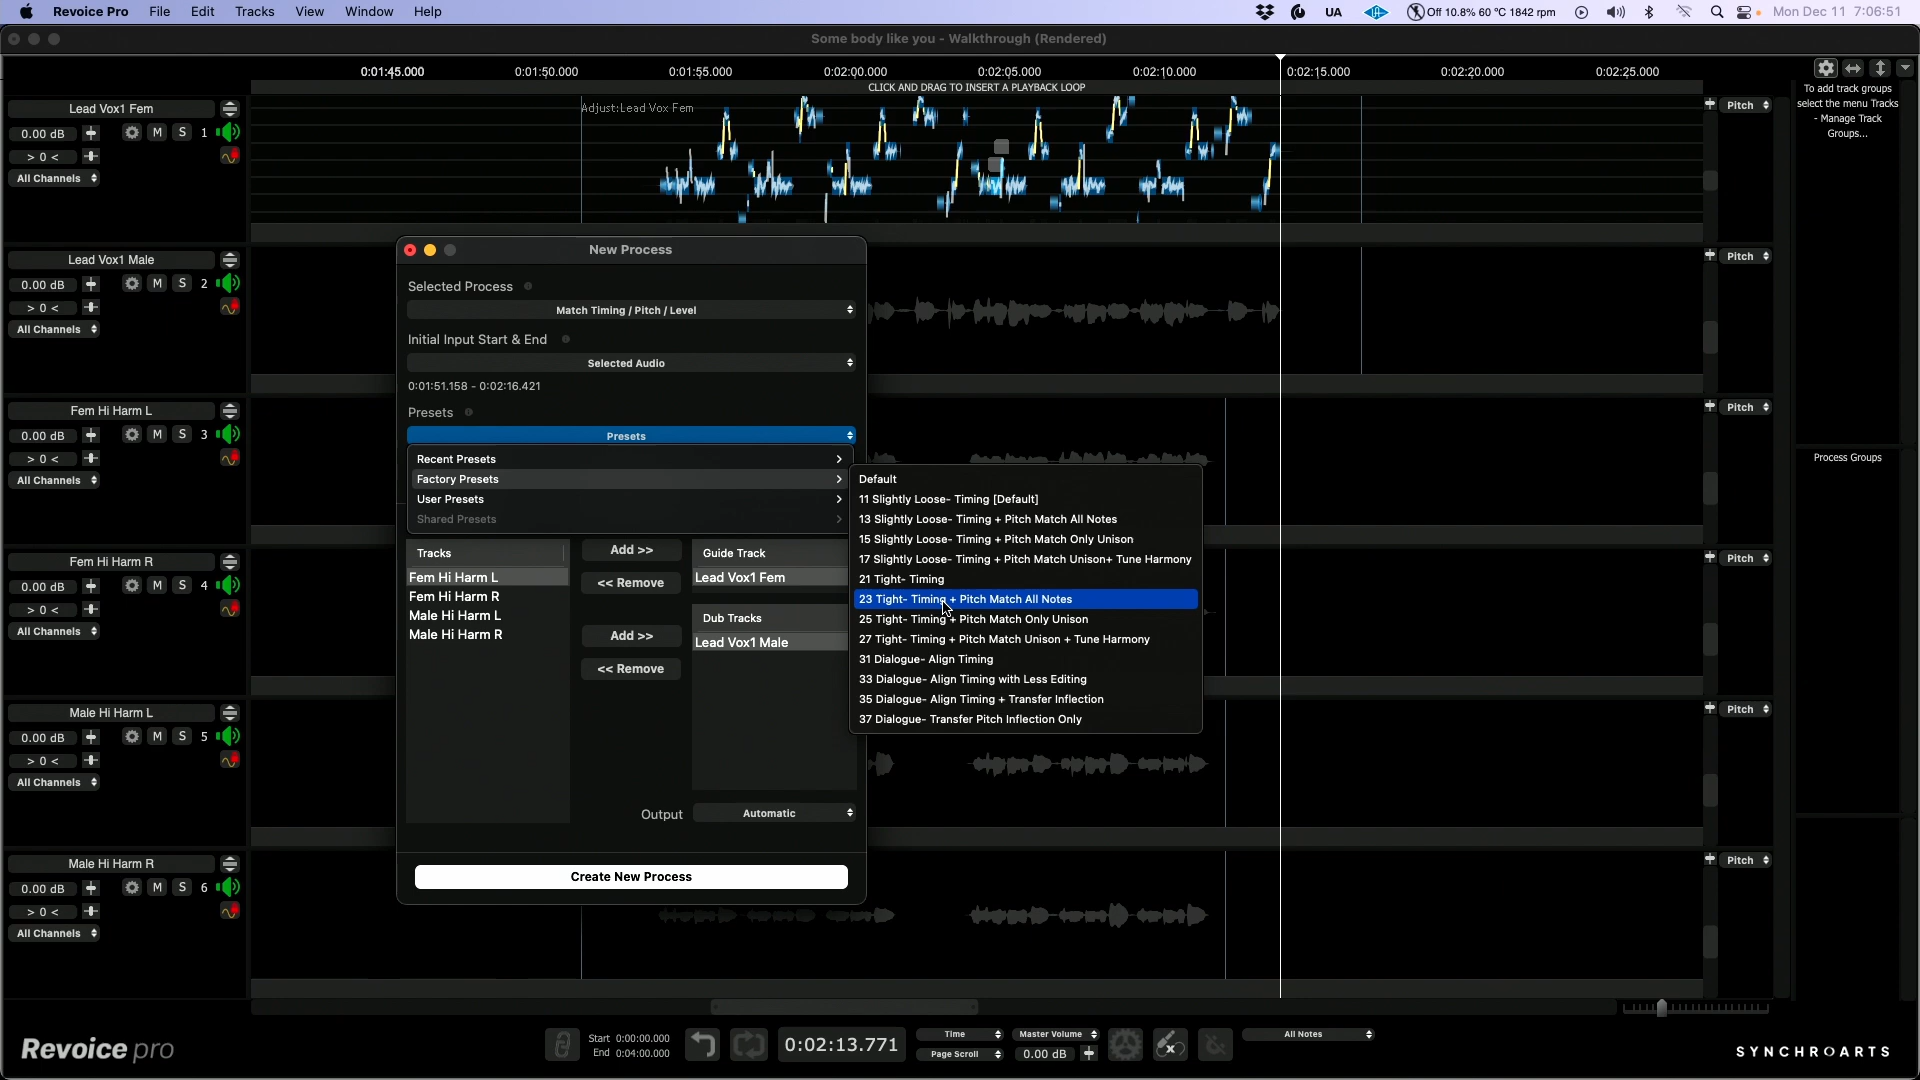 Revoice Pro File Edit Tracks View Window Help UA Off 10.8% 60 °C 1842 rpm Mon Dec 11 7:06:51
Some body like you - Walkthrough (Rendered)
0:01:45.000 0:01:50.000 0:01:55.000 0:02:00.000 0:02:05.000 0:02:10.000 0:02:15.000 0:02:20.000 0:02:25.000
CLICK AND DRAG TO INSERT A PLAYBACK LOOP
To add track groups
select the menu Tracks
- Manage Track
Groups...
Process Groups
Lead Vox1 Fem
0.00 dB M S 1
> 0 <
All Channels
Adjust:Lead Vox Fem
Pitch
Lead Vox1 Male
0.00 dB M S 2
> 0 <
All Channels
Pitch
Fem Hi Harm L
0.00 dB M S 3
> 0 <
All Channels
Pitch
Fem Hi Harm R
0.00 dB M S 4
> 0 <
All Channels
Pitch
Male Hi Harm L
0.00 dB M S 5
> 0 <
All Channels
Pitch
Male Hi Harm R
0.00 dB M S 6
> 0 <
All Channels
Pitch
New Process
Selected Process
Match Timing / Pitch / Level
Initial Input Start & End
Selected Audio
0:01:51.158 - 0:02:16.421
Presets
Presets
Recent Presets
Factory Presets
User Presets
Shared Presets
Default
11 Slightly Loose- Timing [Default]
13 Slightly Loose- Timing + Pitch Match All Notes
15 Slightly Loose- Timing + Pitch Match Only Unison
17 Slightly Loose- Timing + Pitch Match Unison+ Tune Harmony
21 Tight- Timing
23 Tight- Timing + Pitch Match All Notes
25 Tight- Timing + Pitch Match Only Unison
27 Tight- Timing + Pitch Match Unison + Tune Harmony
31 Dialogue- Align Timing
33 Dialogue- Align Timing with Less Editing
35 Dialogue- Align Timing + Transfer Inflection
37 Dialogue- Transfer Pitch Inflection Only
Tracks
Fem Hi Harm L
Fem Hi Harm R
Male Hi Harm L
Male Hi Harm R
Add >>
<< Remove
Add >>
<< Remove
Guide Track
Lead Vox1 Fem
Dub Tracks
Lead Vox1 Male
Output Automatic
Create New Process
Revoice pro
Start 0:00:00.000
End 0:04:00.000
0:02:13.771
Time
Page Scroll
Master Volume
0.00 dB
All Notes
SYNCHROARTS